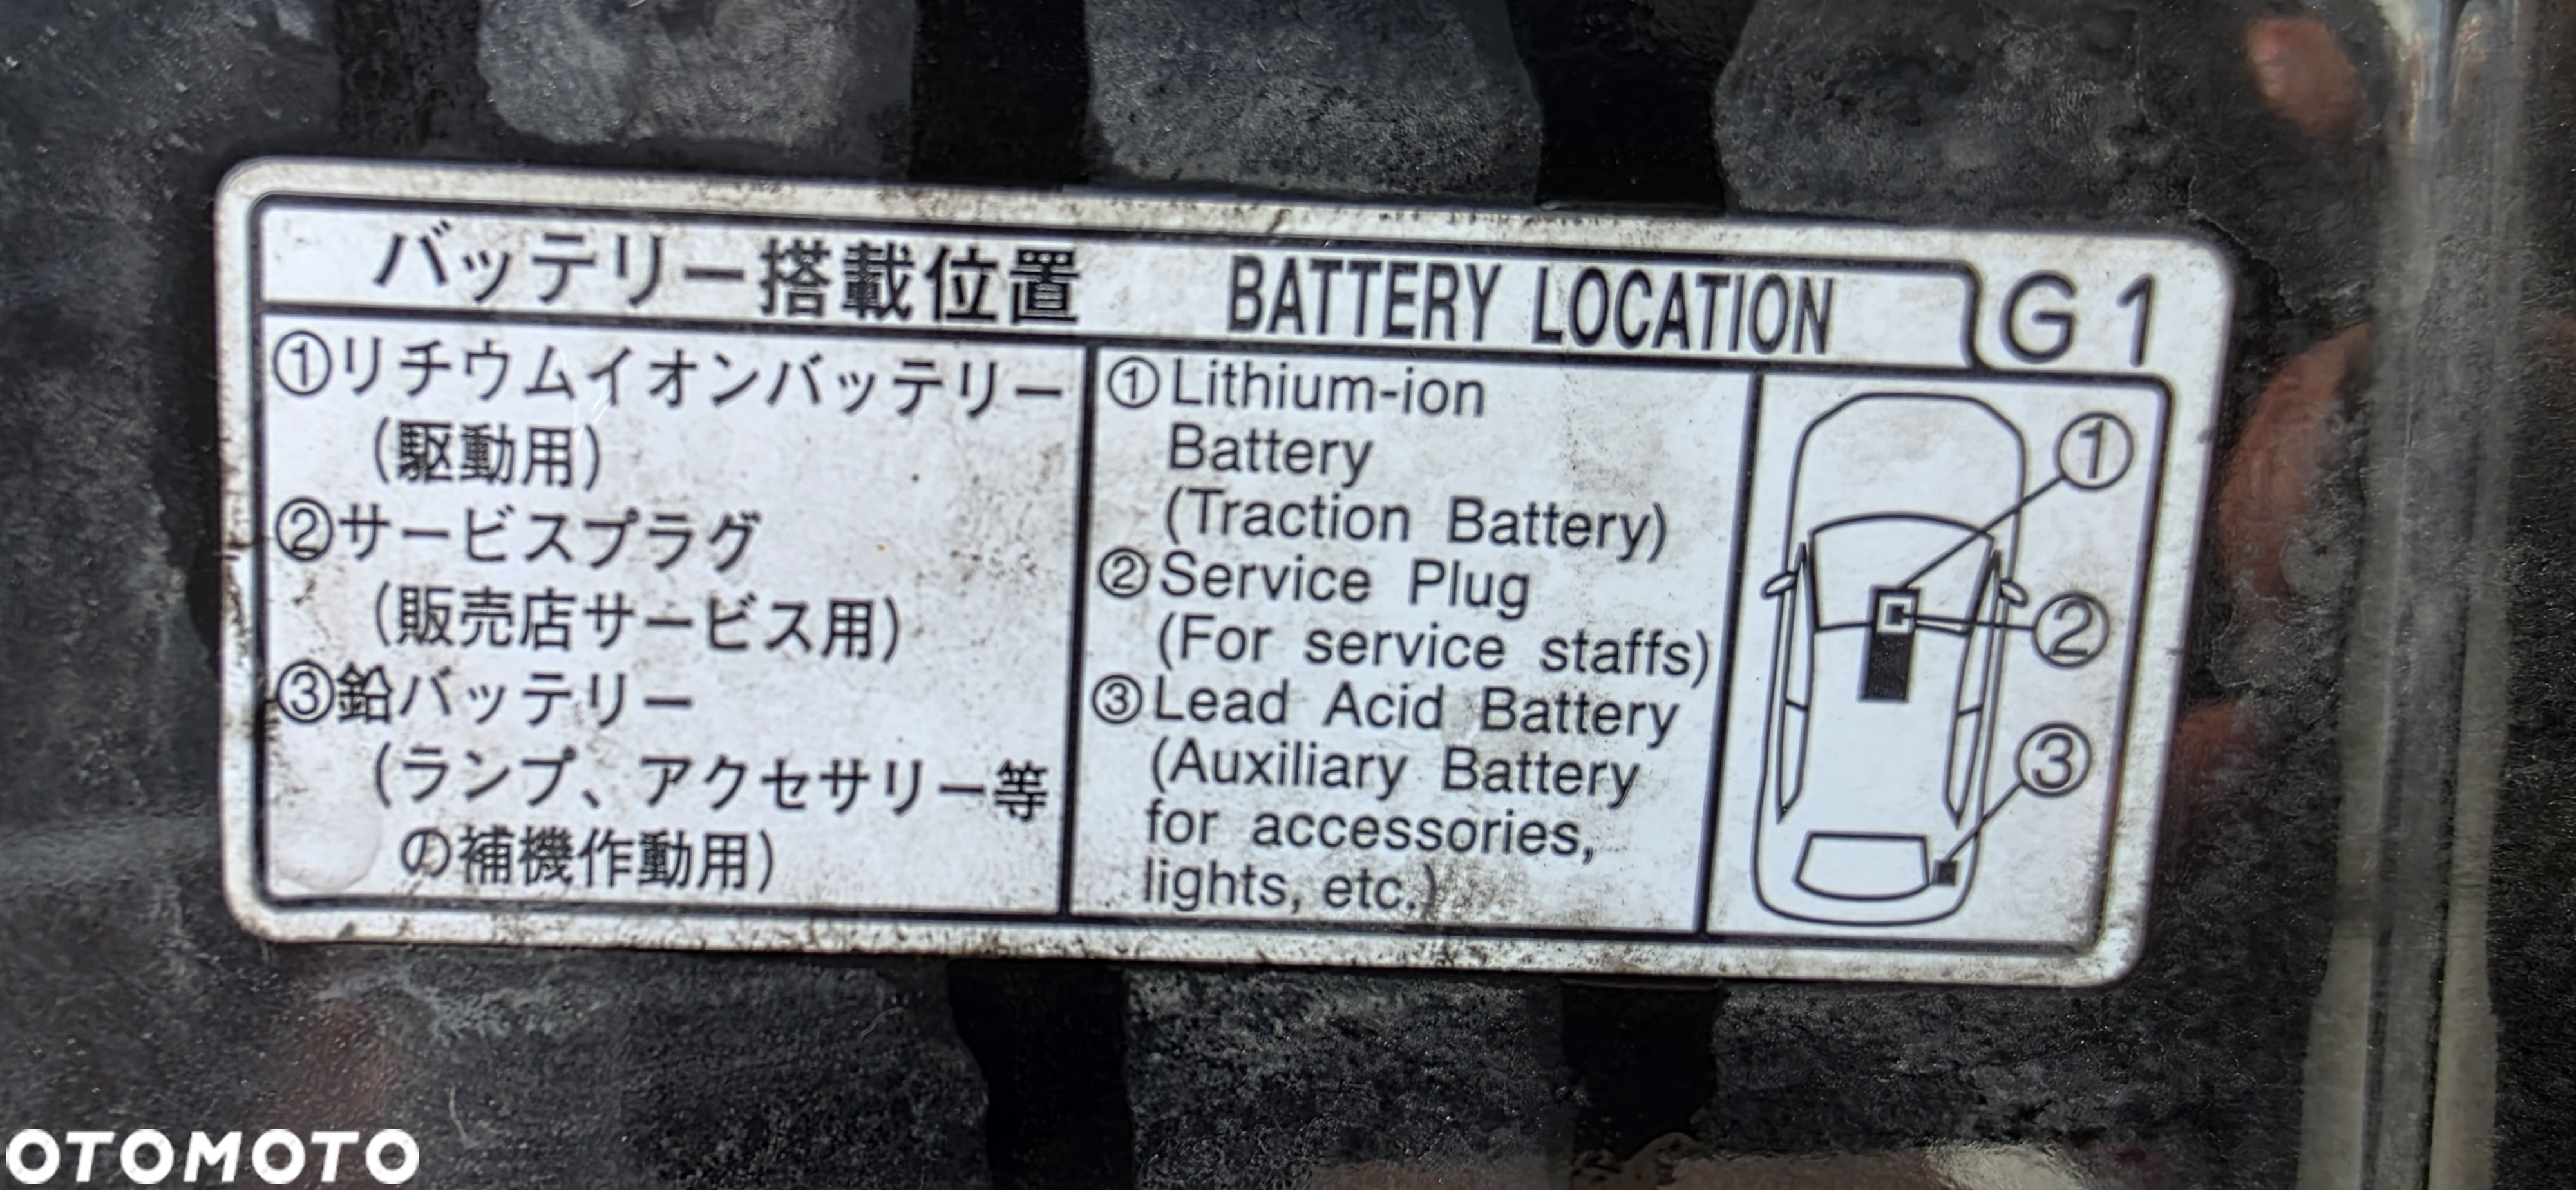 バッテリー搭載位置 BATTERY LOCATION G1
①リチウムイオンバッテリー
(駆動用)
②サービスプラグ
(販売店サービス用)
③鉛バッテリー
(ランプ、アクセサリー等
の補機作動用)
①Lithium-ion
Battery
(Traction Battery)
②Service Plug
(For service staffs)
③Lead Acid Battery
(Auxiliary Battery
for accessories,
lights, etc.)
①
②
③
OTOMOTO